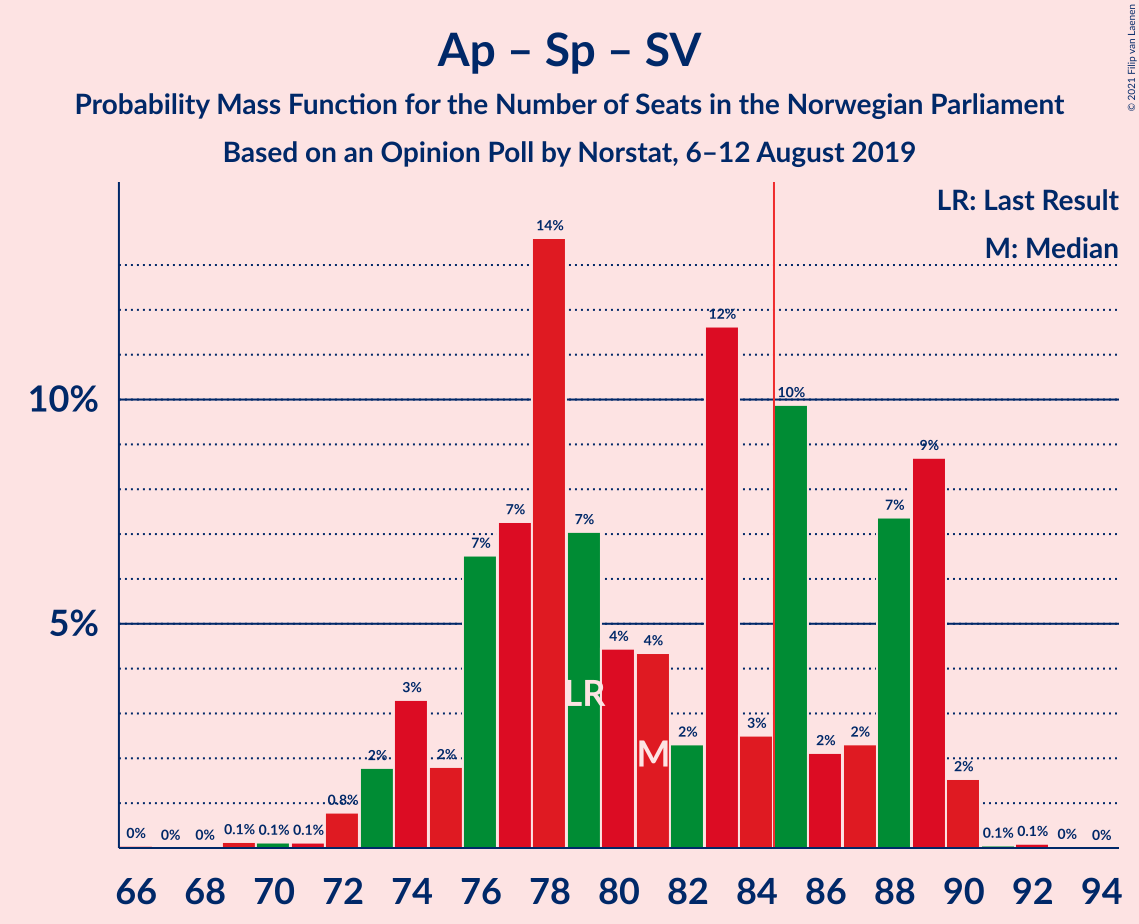 Ap – Sp – SV
Probability Mass Function for the Number of Seats in the Norwegian Parliament
Based on an Opinion Poll by Norstat, 6–12 August 2019
© 2021 Filip van Laenen
LR: Last Result
M: Median
10%
5%
0% 0% 0% 0.1% 0.1% 0.1% 0.8% 2% 3% 2% 7% 7% 14% 7% 4% 4% 2% 12% 3% 10% 2% 2% 7% 9% 2% 0.1% 0.1% 0% 0%
LR
M
66 68 70 72 74 76 78 80 82 84 86 88 90 92 94